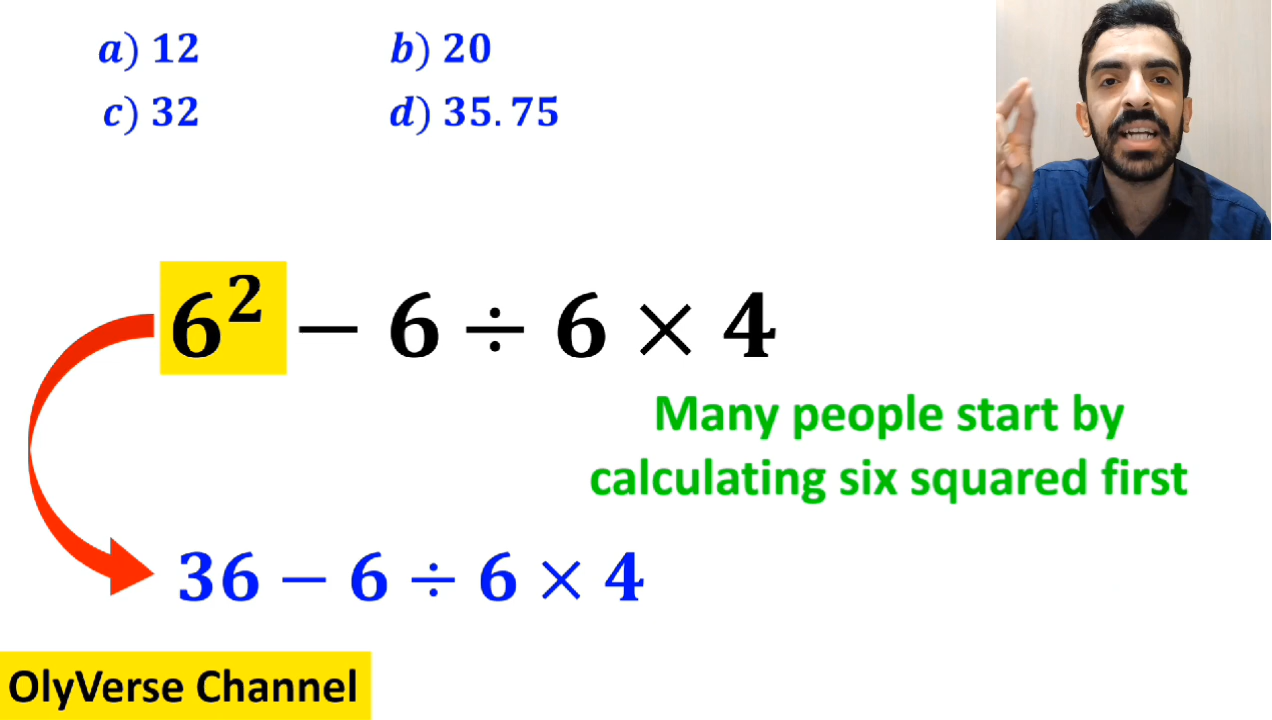 a) 12 b) 20
c) 32 d) 35.75
6² − 6 ÷ 6 × 4
Many people start by
calculating six squared first
36 − 6 ÷ 6 × 4
OlyVerse Channel